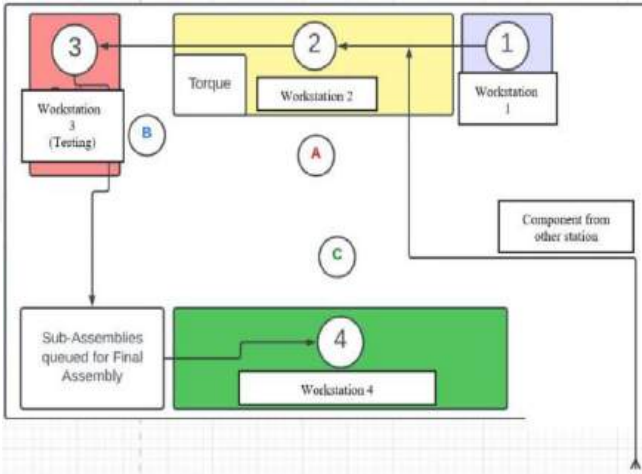 3
2
1
Torque
Workstation 2
Workstation
1
Workstation
3
(Testing)
B
A
Component from
other station
C
Sub-Assemblies
queued for Final
Assembly
4
Workstation 4